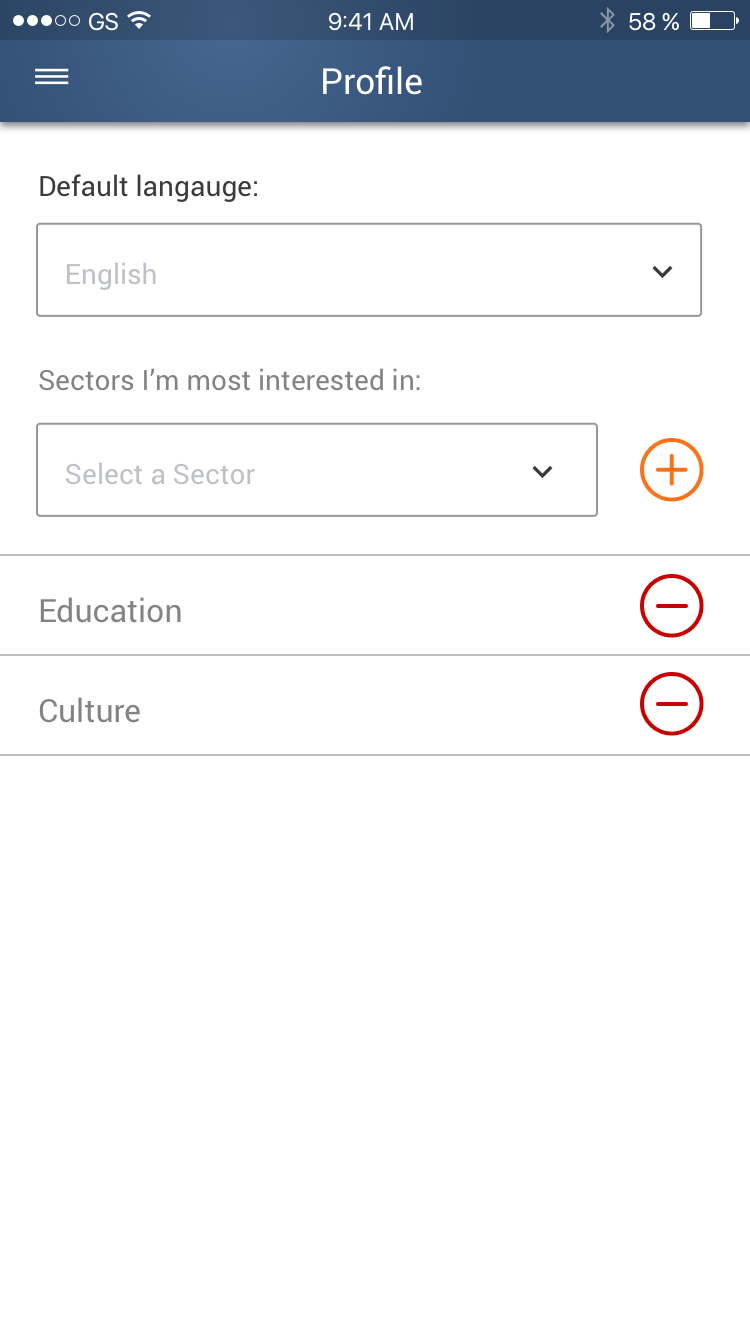 GS 9:41 AM 58 %
Profile
Default langauge:
English
Sectors I’m most interested in:
Select a Sector
Education
Culture